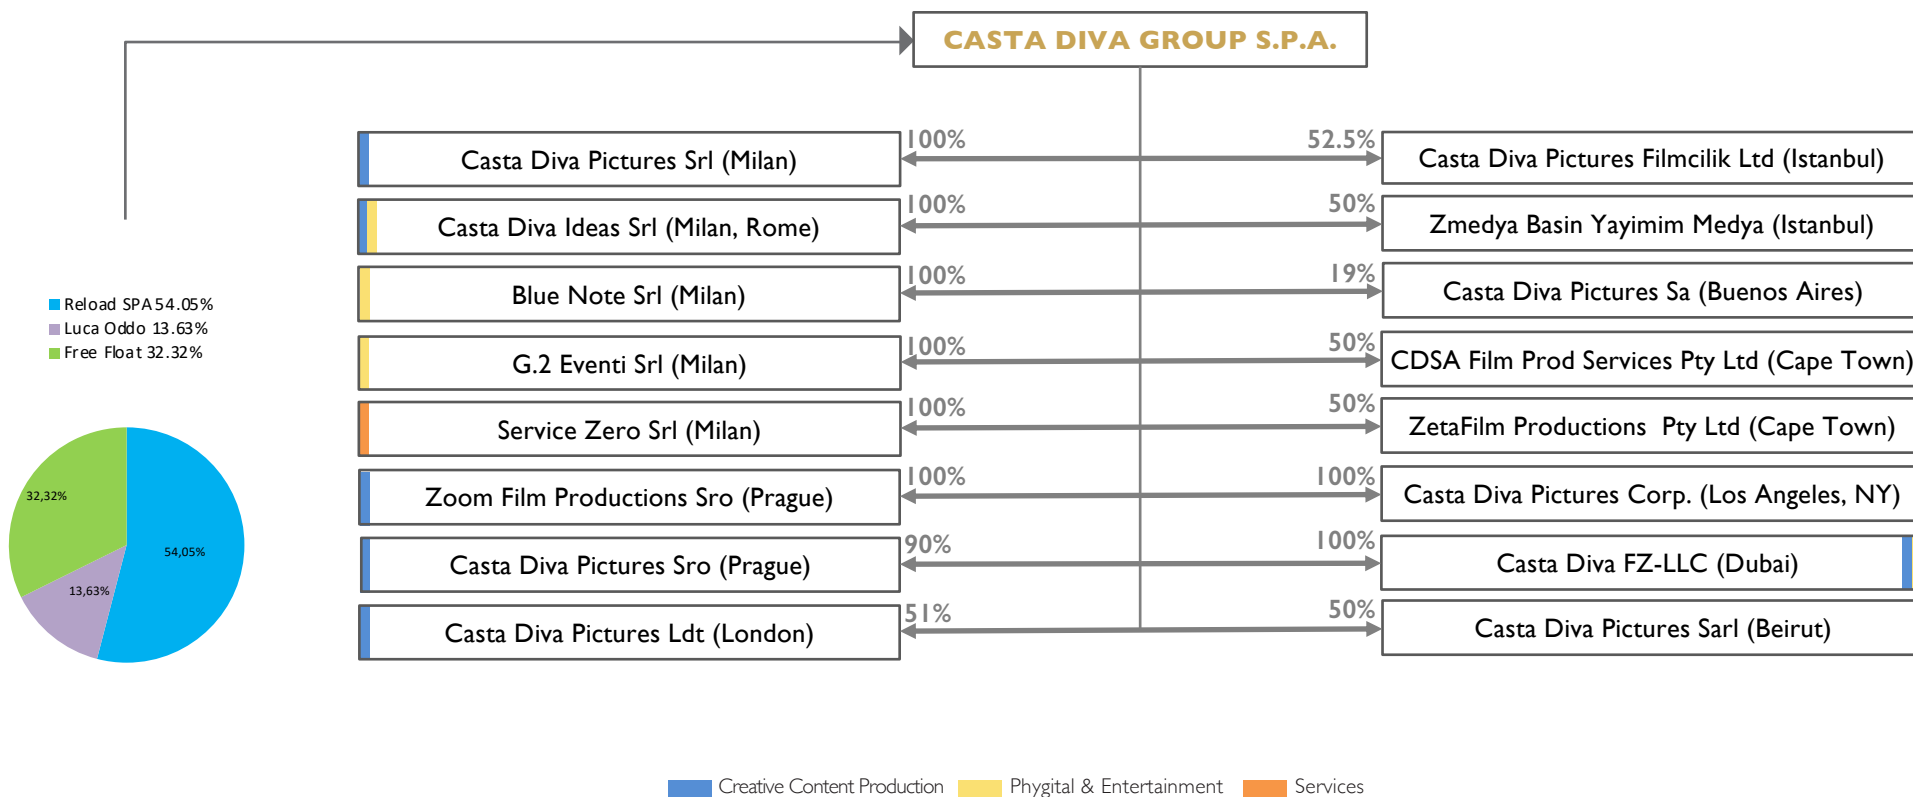 CASTA DIVA GROUP S.P.A.
100%
52.5%
Casta Diva Pictures Srl (Milan)
Casta Diva Pictures Filmcilik Ltd (Istanbul)
100%
50%
Casta Diva Ideas Srl (Milan, Rome)
Zmedya Basin Yayimim Medya (Istanbul)
100%
19%
Blue Note Srl (Milan)
Casta Diva Pictures Sa (Buenos Aires)
Reload SPA 54.05%
Luca Oddo 13.63%
Free Float 32.32%
100%
50%
G.2 Eventi Srl (Milan)
CDSA Film Prod Services Pty Ltd (Cape Town)
100%
50%
Service Zero Srl (Milan)
ZetaFilm Productions Pty Ltd (Cape Town)
100%
100%
Zoom Film Productions Sro (Prague)
Casta Diva Pictures Corp. (Los Angeles, NY)
32,32%
54,05%
13,63%
90%
100%
Casta Diva Pictures Sro (Prague)
Casta Diva FZ-LLC (Dubai)
51%
50%
Casta Diva Pictures Ldt (London)
Casta Diva Pictures Sarl (Beirut)
Creative Content Production
Phygital & Entertainment
Services